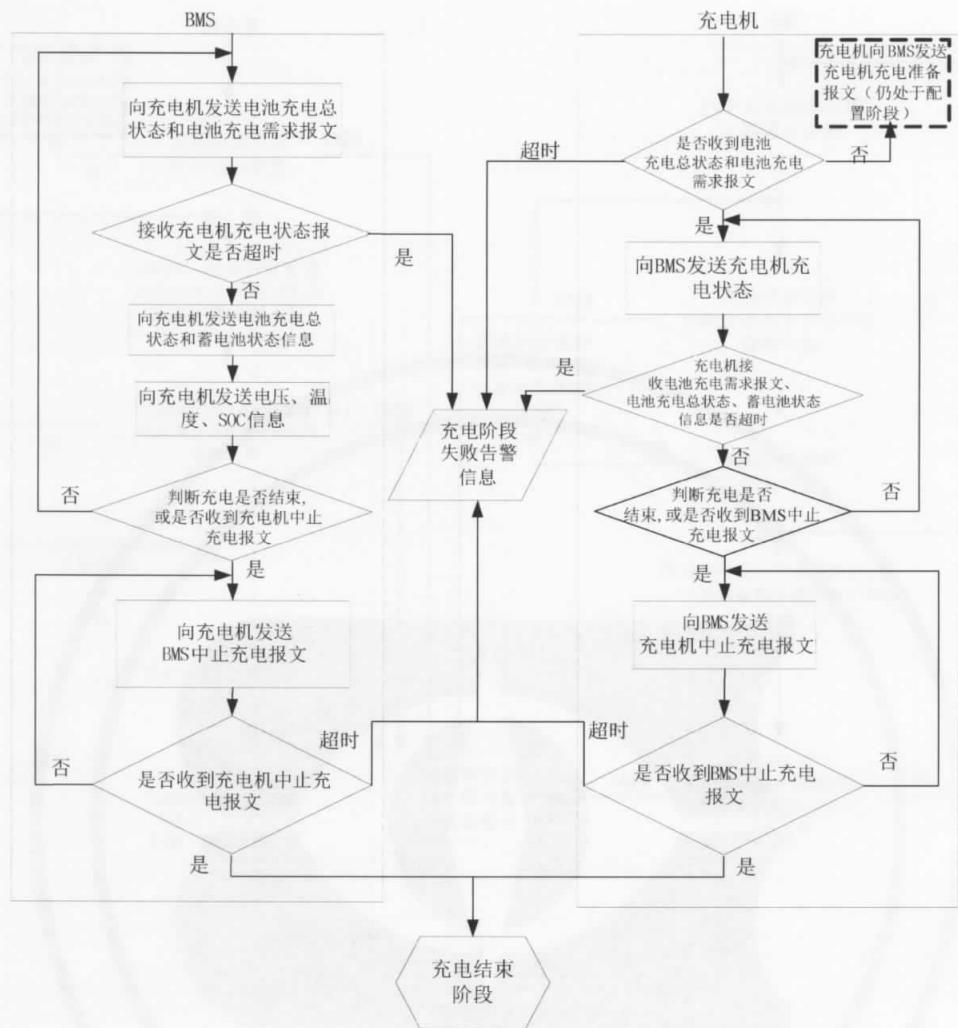 BMS
向充电机发送电池充电总
状态和电池充电需求报文
接收充电机充电状态报
文是否超时
是
否
向充电机发送电池充电总
状态和蓄电池状态信息
向充电机发送电压、温
度、SOC信息
判断充电是否结束,
或是否收到充电机中止
充电报文
否
是
向充电机发送
BMS中止充电报文
是否收到充电机中止充
电报文
否
超时
是
充电机
充电机向BMS发送
充电机充电准备
报文（仍处于配
置阶段）
是否收到电池
充电总状态和电池充电
需求报文
超时
否
是
向BMS发送充电机充
电状态
充电机接
收电池充电需求报文、
电池充电总状态、蓄电池状态
信息是否超时
是
否
判断充电是否
结束,或是否收到BMS中止
充电报文
否
是
向BMS发送
充电机中止充电报文
是否收到BMS中止充电
报文
超时
否
是
充电阶段
失败告警
信息
充电结束
阶段